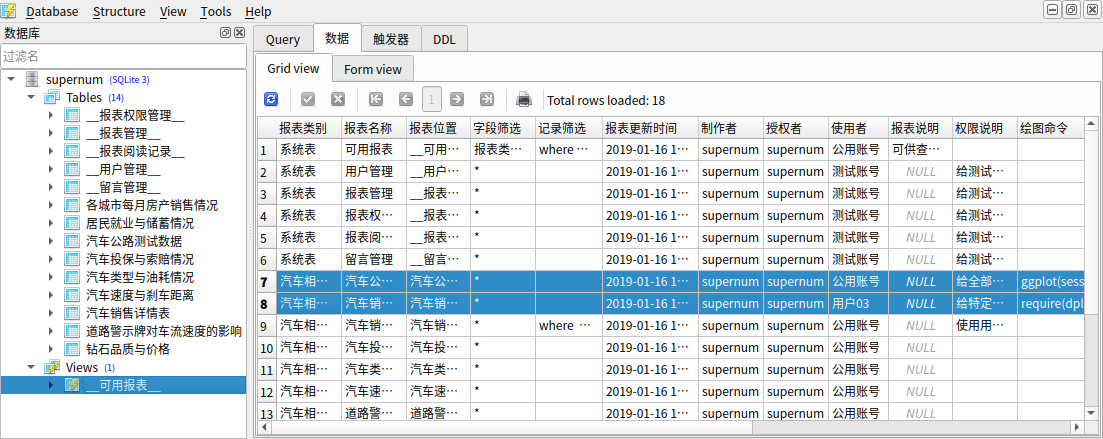 Database Structure View Tools Help
数据库
过滤名
supernum (SQLite 3)
Tables (14)
__报表权限管理__
__报表管理__
__报表阅读记录__
__用户管理__
__留言管理__
各城市每月房产销售情况
居民就业与储蓄情况
汽车公路测试数据
汽车投保与索赔情况
汽车类型与油耗情况
汽车速度与刹车距离
汽车销售详情表
道路警示牌对车流速度的影响
钻石品质与价格
Views (1)
__可用报表__
Query 数据 触发器 DDL
Grid view Form view
1 Total rows loaded: 18
报表类别 报表名称 报表位置 字段筛选 记录筛选 报表更新时间 制作者 授权者 使用者 报表说明 权限说明 绘图命令
1 系统表 可用报表 __可用··· 报表类··· where ··· 2019-01-16 1··· supernum supernum 公用账号 可供查···
2 系统表 用户管理 __用户··· * 2019-01-16 1··· supernum supernum 测试账号 NULL 给测试···
3 系统表 报表管理 __报表··· * 2019-01-16 1··· supernum supernum 测试账号 NULL 给测试···
4 系统表 报表权··· __报表··· * 2019-01-16 1··· supernum supernum 测试账号 NULL 给测试···
5 系统表 报表阅··· __报表··· * 2019-01-16 1··· supernum supernum 测试账号 NULL 给测试···
6 系统表 留言管理 __留言··· * 2019-01-16 1··· supernum supernum 测试账号 NULL 给测试···
7 汽车相··· 汽车公··· 汽车公··· * 2019-01-16 1··· supernum supernum 公用账号 NULL 给全部··· ggplot(sess
8 汽车相··· 汽车销··· 汽车销··· * 2019-01-16 1··· supernum supernum 用户03 NULL 给特定··· require(dpl
9 汽车相··· 汽车销··· 汽车销··· where ··· 2019-01-16 1··· supernum supernum 公用账号 NULL 使用用···
10 汽车相··· 汽车投··· 汽车投··· * 2019-01-16 1··· supernum supernum 公用账号 NULL
11 汽车相··· 汽车类··· 汽车类··· * 2019-01-16 1··· supernum supernum 公用账号 NULL
12 汽车相··· 汽车速··· 汽车速··· * 2019-01-16 1··· supernum supernum 公用账号 NULL
13 汽车相··· 道路警··· 道路警··· * 2019-01-16 1··· supernum supernum 公用账号 NULL